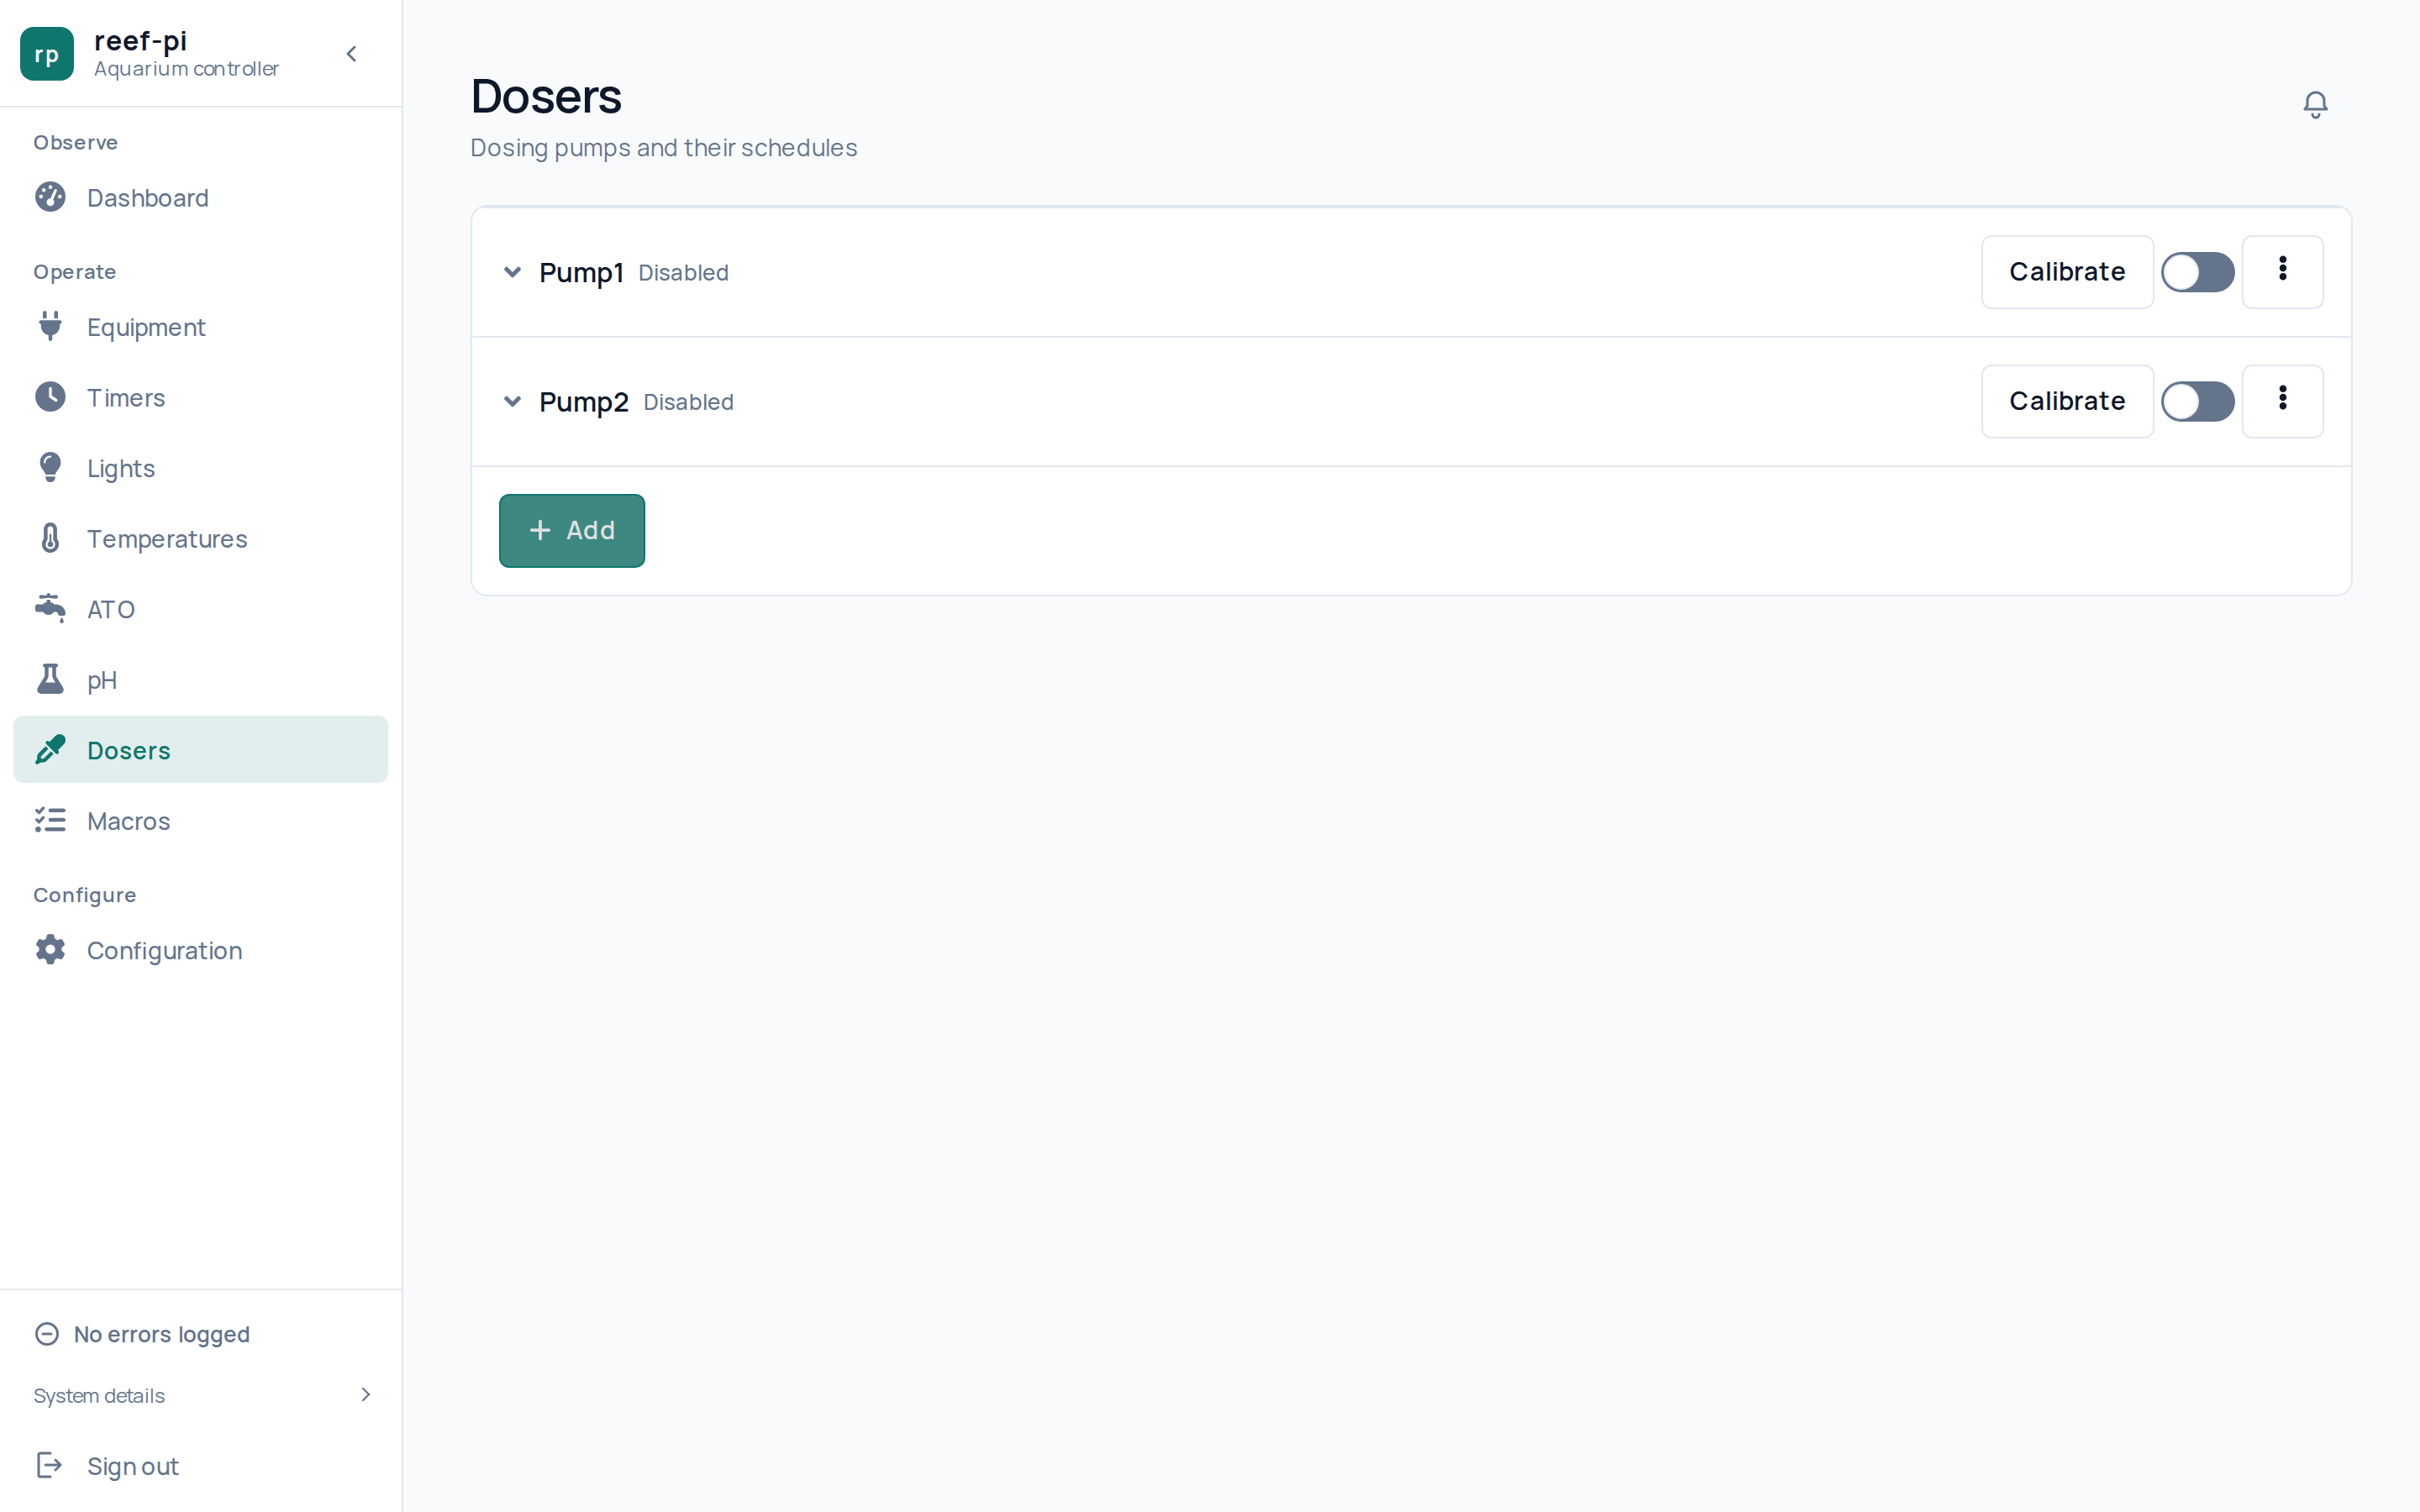 rp
reef-pi
Aquarium controller
Observe
Dashboard
Operate
Equipment
Timers
Lights
Temperatures
ATO
pH
Dosers
Macros
Configure
Configuration
No errors logged
System details
Sign out
Dosers
Dosing pumps and their schedules
Pump1 Disabled Calibrate
Pump2 Disabled Calibrate
Add